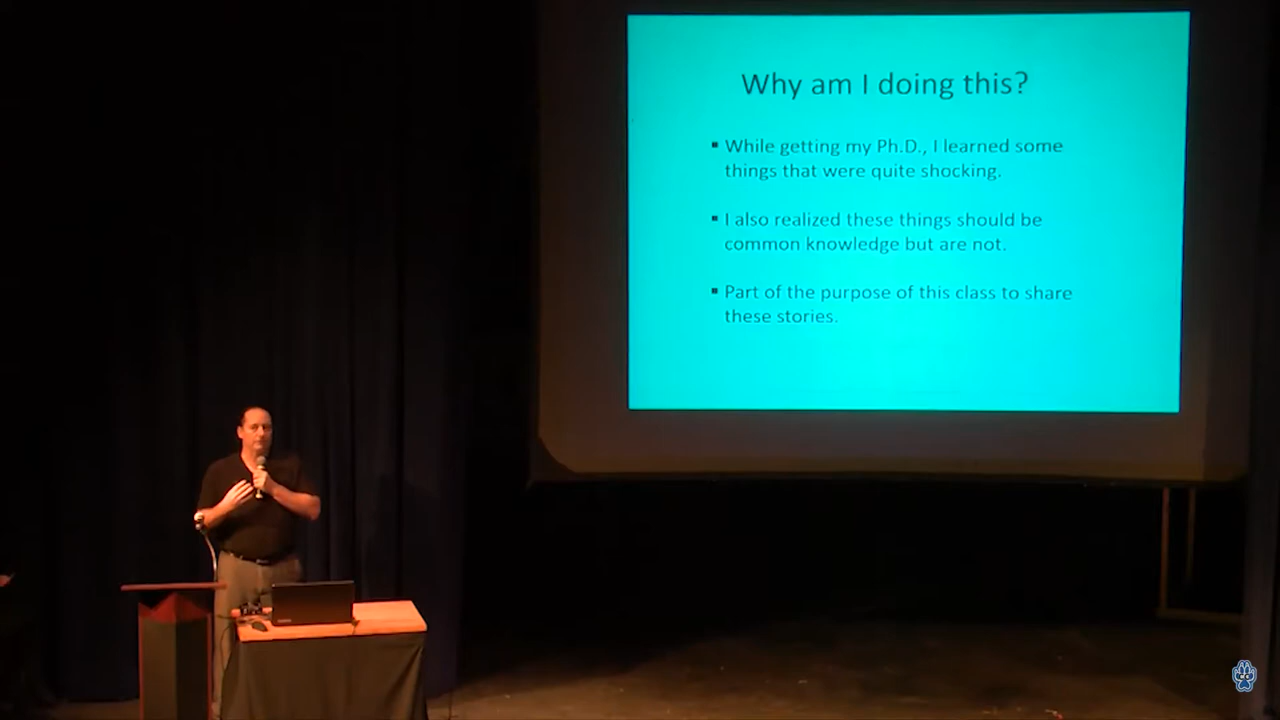 Why am I doing this?
▪ While getting my Ph.D., I learned some
things that were quite shocking.
▪ I also realized these things should be
common knowledge but are not.
▪ Part of the purpose of this class to share
these stories.